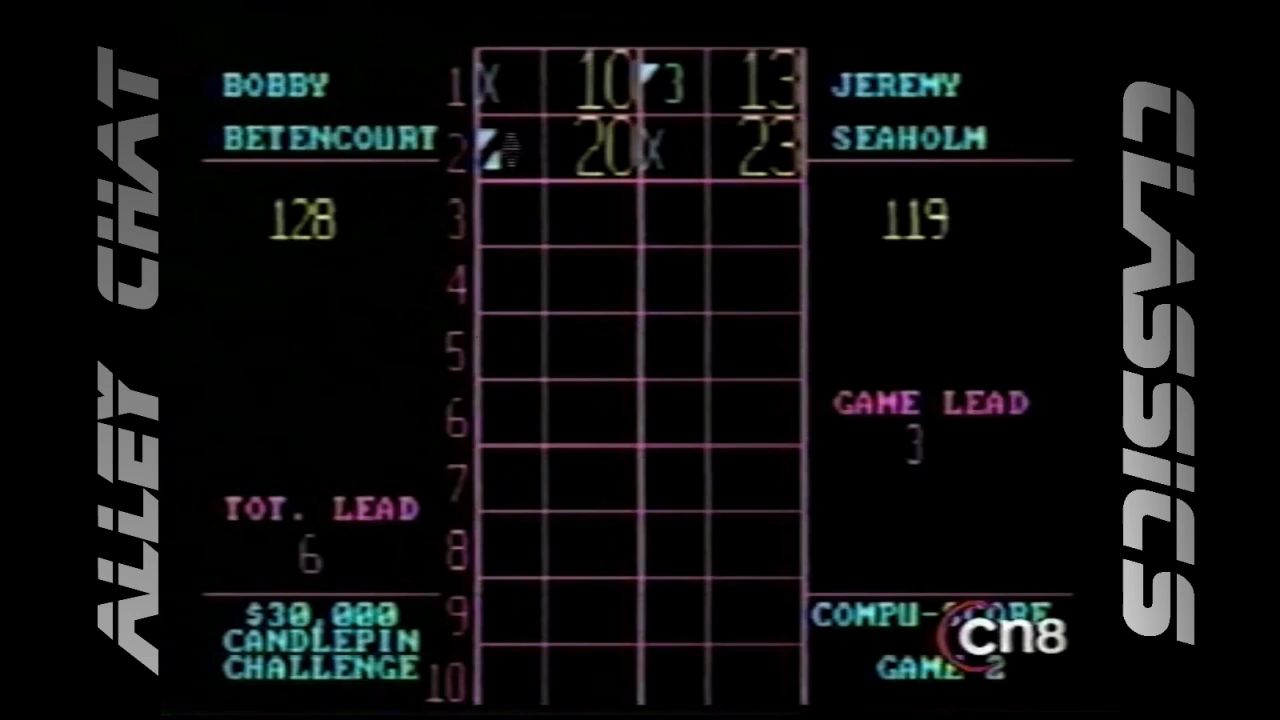 ALLEY CHAT
BOBBY
BETENCOURT
128
TOT. LEAD
6
$30,000
CANDLEPIN
CHALLENGE
1 X 10 3 13
2 20 X 23
3
4
5
6
7
8
9
10
JEREMY
SEAHOLM
119
GAME LEAD
3
COMPU-SCORE
GAME 2
cn8
CLASSICS